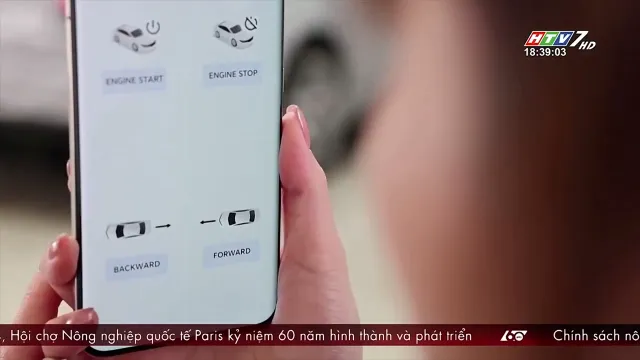 HTV7 HD
18:39:03
ENGINE START
ENGINE STOP
BACKWARD
FORWARD
, Hội chợ Nông nghiệp quốc tế Paris kỷ niệm 60 năm hình thành và phát triển
60
Chính sách nô